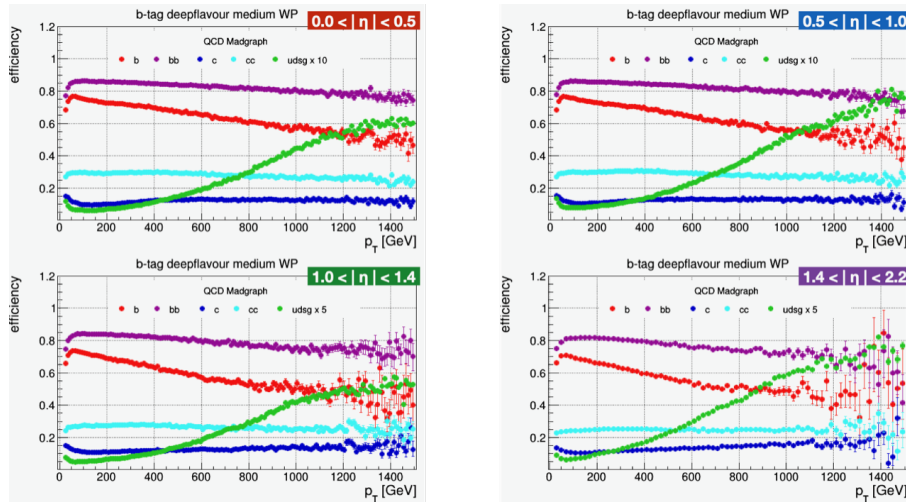 b-tag deepflavour medium WP
0.0 < | η | < 0.5
efficiency
1.2
1
0.8
0.6
0.4
0.2
QCD Madgraph
b bb c cc udsg x 10
0 200 400 600 800 1000 1200 1400
p_T [GeV]
b-tag deepflavour medium WP
0.5 < | η | < 1.0
efficiency
1.2
1
0.8
0.6
0.4
0.2
QCD Madgraph
b bb c cc udsg x 10
0 200 400 600 800 1000 1200 1400
p_T [GeV]
b-tag deepflavour medium WP
1.0 < | η | < 1.4
efficiency
1.2
1
0.8
0.6
0.4
0.2
QCD Madgraph
b bb c cc udsg x 5
0 200 400 600 800 1000 1200 1400
p_T [GeV]
b-tag deepflavour medium WP
1.4 < | η | < 2.2
efficiency
1.2
1
0.8
0.6
0.4
0.2
QCD Madgraph
b bb c cc udsg x 5
0 200 400 600 800 1000 1200 1400
p_T [GeV]